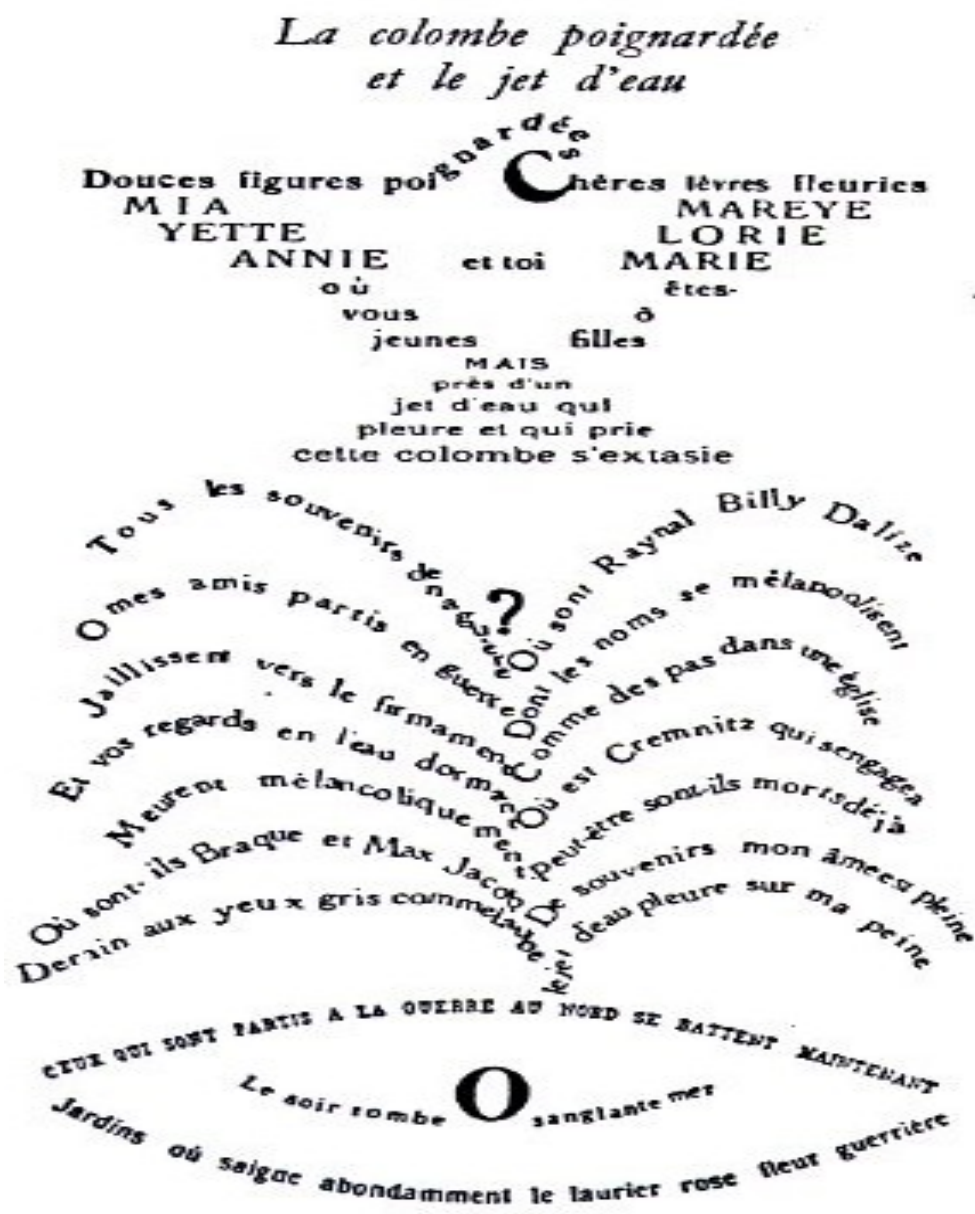 La colombe poignardée
et le jet d'eau
Douces figures poignardées Chères lèvres fleuries
MIA MAREYE
YETTE LORIE
ANNIE et toi MARIE
où êtes-
vous ô
jeunes filles
MAIS
près d'un
jet d'eau qui
pleure et qui prie
cette colombe s'extasie
Tous les souvenirs de naguère
O mes amis partis en guerre
Jaillissent vers le firmament
Et vos regards en l'eau dormant
Meurent mélancoliquement
Où sont-ils Braque et Max Jacob
Derain aux yeux gris comme l'aube
?
Où sont Raynal Billy Dalize
Dont les noms se mélancolisent
Comme des pas dans une église
Où est Cremnitz qui s'engagea
Peut-être sont-ils morts déjà
De souvenirs mon âme est pleine
Le jet d'eau pleure sur ma peine
CEUX QUI SONT PARTIS A LA GUERRE AU NORD SE BATTENT MAINTENANT
Le soir tombe O sanglante mer
Jardins où saigne abondamment le laurier rose fleur guerrière